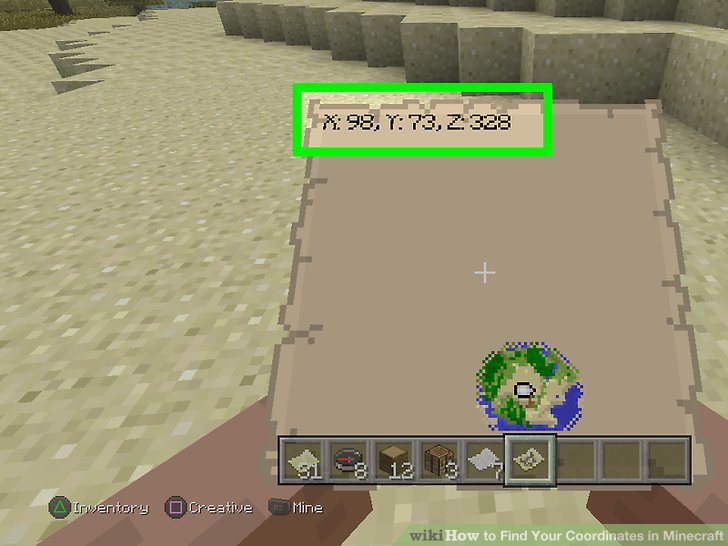 X: 98, Y: 73, Z: 328
31 8 12 3 7
Inventory Creative Mine
wikiHow to Find Your Coordinates in Minecraft